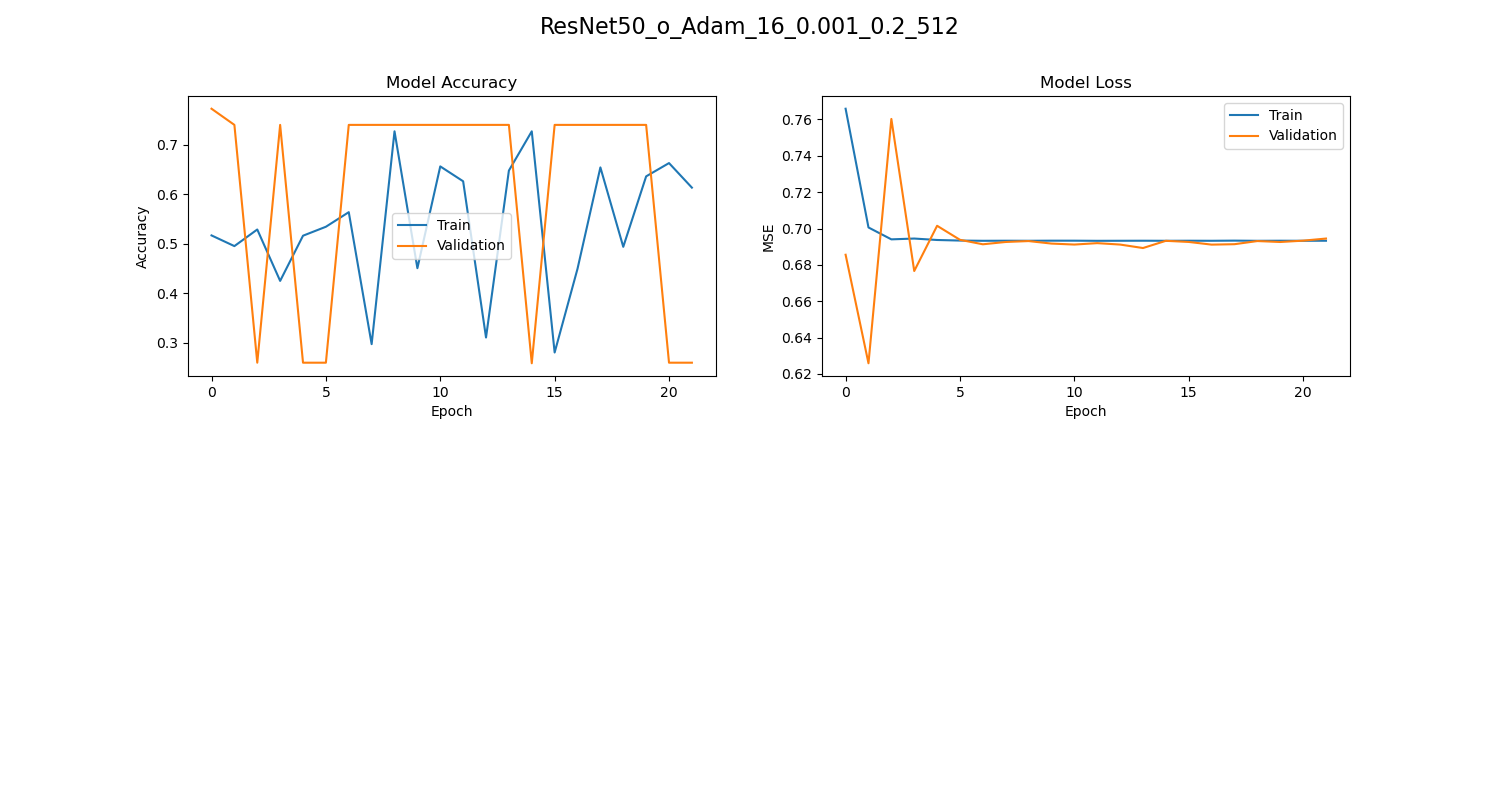 ResNet50_o_Adam_16_0.001_0.2_512
Model Accuracy
Accuracy
0.7
0.6
0.5
0.4
0.3
Train
Validation
0
5
10
15
20
Epoch
Model Loss
MSE
0.76
0.74
0.72
0.70
0.68
0.66
0.64
0.62
Train
Validation
0
5
10
15
20
Epoch